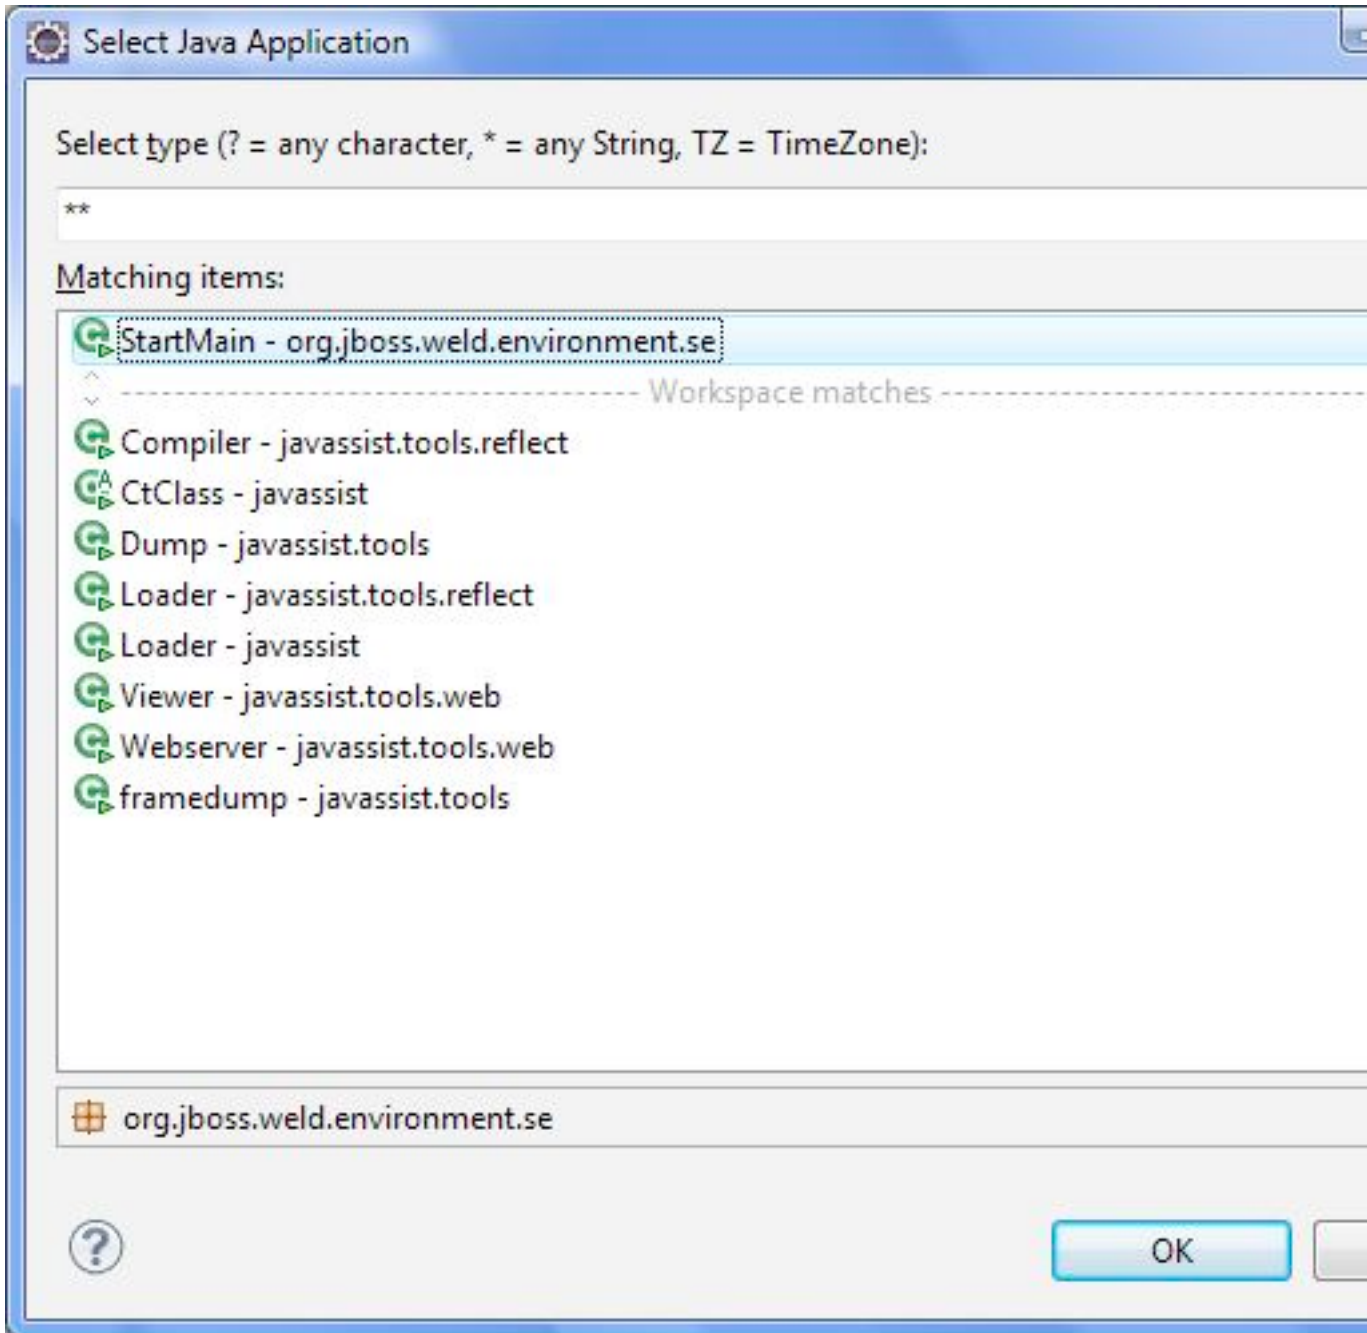 Select Java Application
Select type (? = any character, * = any String, TZ = TimeZone):
**
Matching items:
StartMain - org.jboss.weld.environment.se
Workspace matches
Compiler - javassist.tools.reflect
CtClass - javassist
Dump - javassist.tools
Loader - javassist.tools.reflect
Loader - javassist
Viewer - javassist.tools.web
Webserver - javassist.tools.web
framedump - javassist.tools
org.jboss.weld.environment.se
OK